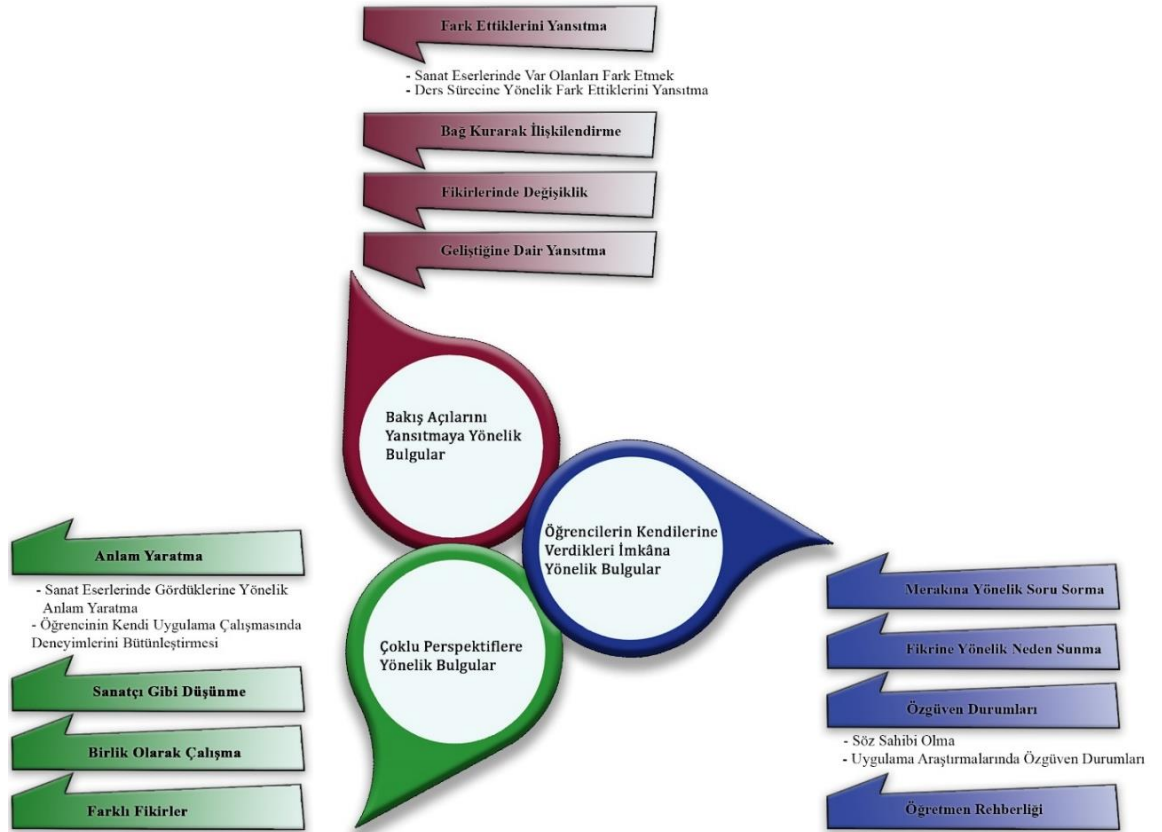 Fark Ettiklerini Yansıtma
- Sanat Eserlerinde Var Olanları Fark Etmek
- Ders Sürecine Yönelik Fark Ettiklerini Yansıtma
Bağ Kurarak İlişkilendirme
Fikirlerinde Değişiklik
Geliştiğine Dair Yansıtma
Bakış Açılarını
Yansıtmaya Yönelik
Bulgular
Öğrencilerin Kendilerine
Verdikleri İmkâna
Yönelik Bulgular
Çoklu Perspektiflere
Yönelik Bulgular
Anlam Yaratma
- Sanat Eserlerinde Gördüklerine Yönelik
Anlam Yaratma
- Öğrencinin Kendi Uygulama Çalışmasında
Deneyimlerini Bütünleştirmesi
Sanatçı Gibi Düşünme
Birlik Olarak Çalışma
Farklı Fikirler
Merakına Yönelik Soru Sorma
Fikrine Yönelik Neden Sunma
Özgüven Durumları
- Söz Sahibi Olma
- Uygulama Araştırmalarında Özgüven Durumları
Öğretmen Rehberliği